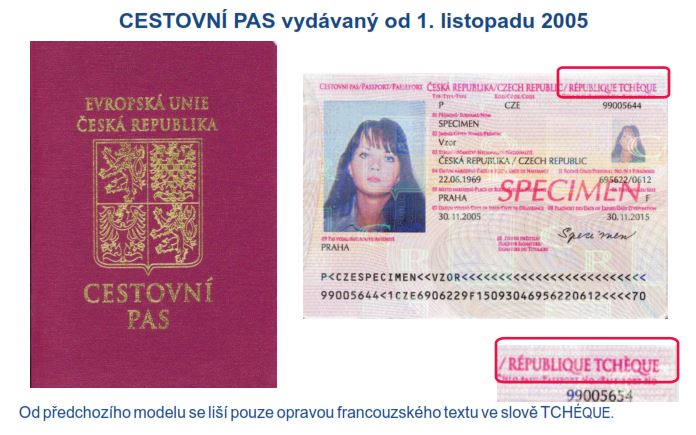 CESTOVNÍ PAS vydávaný od 1. listopadu 2005
EVROPSKÁ UNIE
ČESKÁ REPUBLIKA
CESTOVNÍ
PAS
CESTOVNÍ PAS/PASSPORT/PASSEPORT ČESKÁ REPUBLIKA/CZECH REPUBLIC/RÉPUBLIQUE TCHÈQUE
P CZE 99005644
SPECIMEN
Vzor
ČESKÁ REPUBLIKA / CZECH REPUBLIC
22.06.1969 695622/0612
SPECIMEN
PRAHA F
30.11.2005 30.11.2015
Specimen
PRAHA
P<CZESPECIMEN<<VZOR<<<<<<<<<<<<<<<<<<<<<<<<<
99005644<1CZE6906229F15093046956220612<<<<70
/RÉPUBLIQUE TCHÈQUE
99005654
Od předchozího modelu se liší pouze opravou francouzského textu ve slově TCHÉQUE.